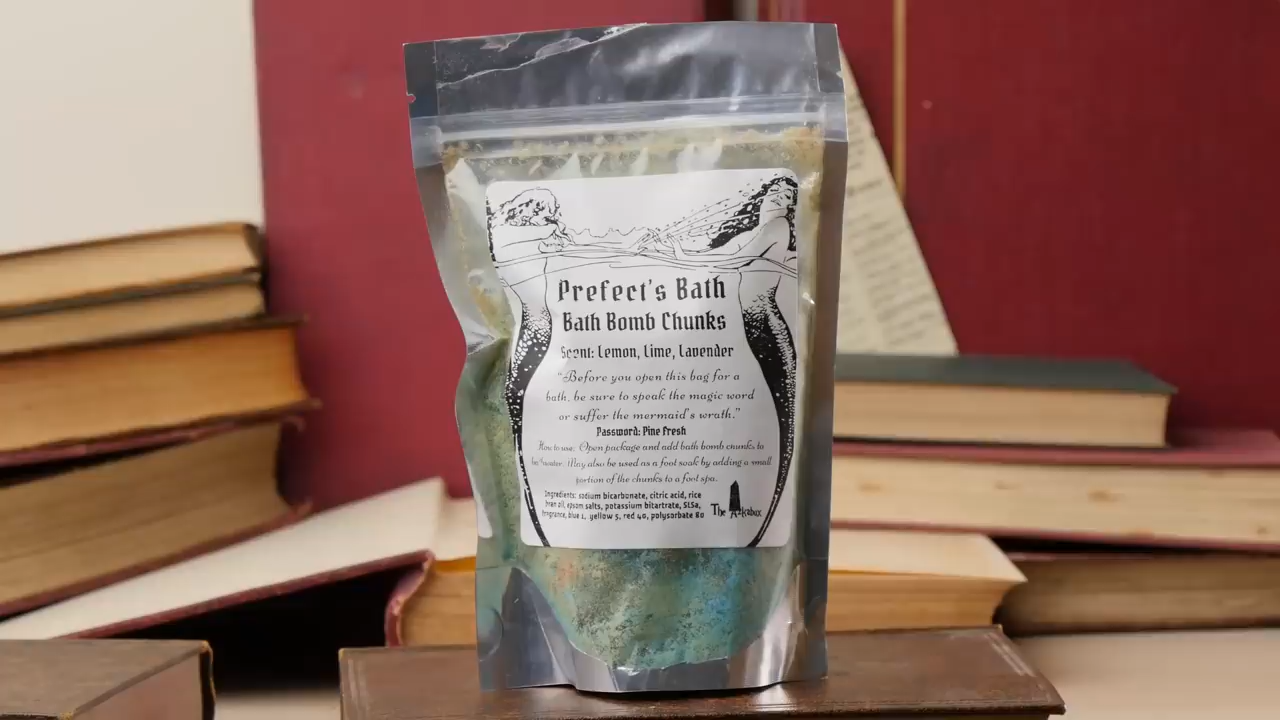 Prefect's Bath
Bath Bomb Chunks
Scent: Lemon, Lime, Lavender
"Before you open this bag for a
bath, be sure to speak the magic word
or suffer the mermaid's wrath."
Password: Pine Fresh
How to use: Open package and add bath bomb chunks to
bathwater. May also be used as a foot soak by adding a small
portion of the chunks to a foot spa.
Ingredients: sodium bicarbonate, citric acid, rice
bran oil, epsom salts, potassium bitartrate, SLSa,
fragrance, blue 1, yellow 5, red 40, polysorbate 80
The